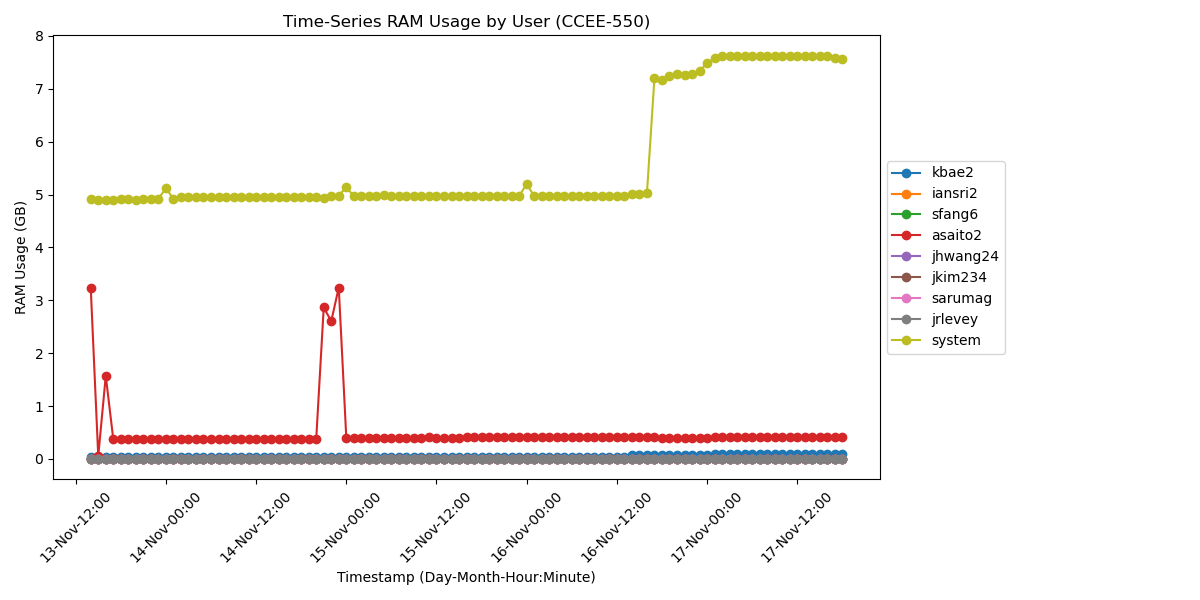 Time-Series RAM Usage by User (CCEE-550)
RAM Usage (GB)
8
7
6
5
4
3
2
1
0
13-Nov-12:00
14-Nov-00:00
14-Nov-12:00
15-Nov-00:00
15-Nov-12:00
16-Nov-00:00
16-Nov-12:00
17-Nov-00:00
17-Nov-12:00
Timestamp (Day-Month-Hour:Minute)
kbae2
iansri2
sfang6
asaito2
jhwang24
jkim234
sarumag
jrlevey
system